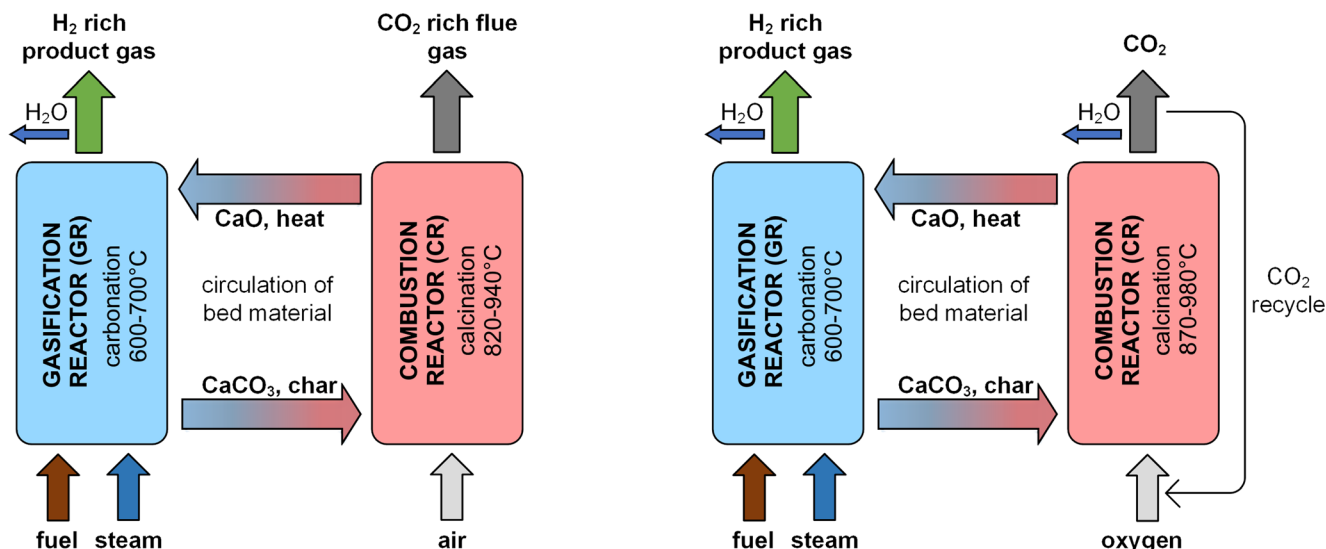 H₂ rich
product gas
CO₂ rich flue
gas
H₂O
GASIFICATION
REACTOR (GR)
carbonation
600-700°C
CaO, heat
circulation of
bed material
CaCO₃, char
COMBUSTION
REACTOR (CR)
calcination
820-940°C
fuel
steam
air
H₂ rich
product gas
CO₂
H₂O
H₂O
GASIFICATION
REACTOR (GR)
carbonation
600-700°C
CaO, heat
circulation of
bed material
CaCO₃, char
COMBUSTION
REACTOR (CR)
calcination
870-980°C
CO₂
recycle
fuel
steam
oxygen